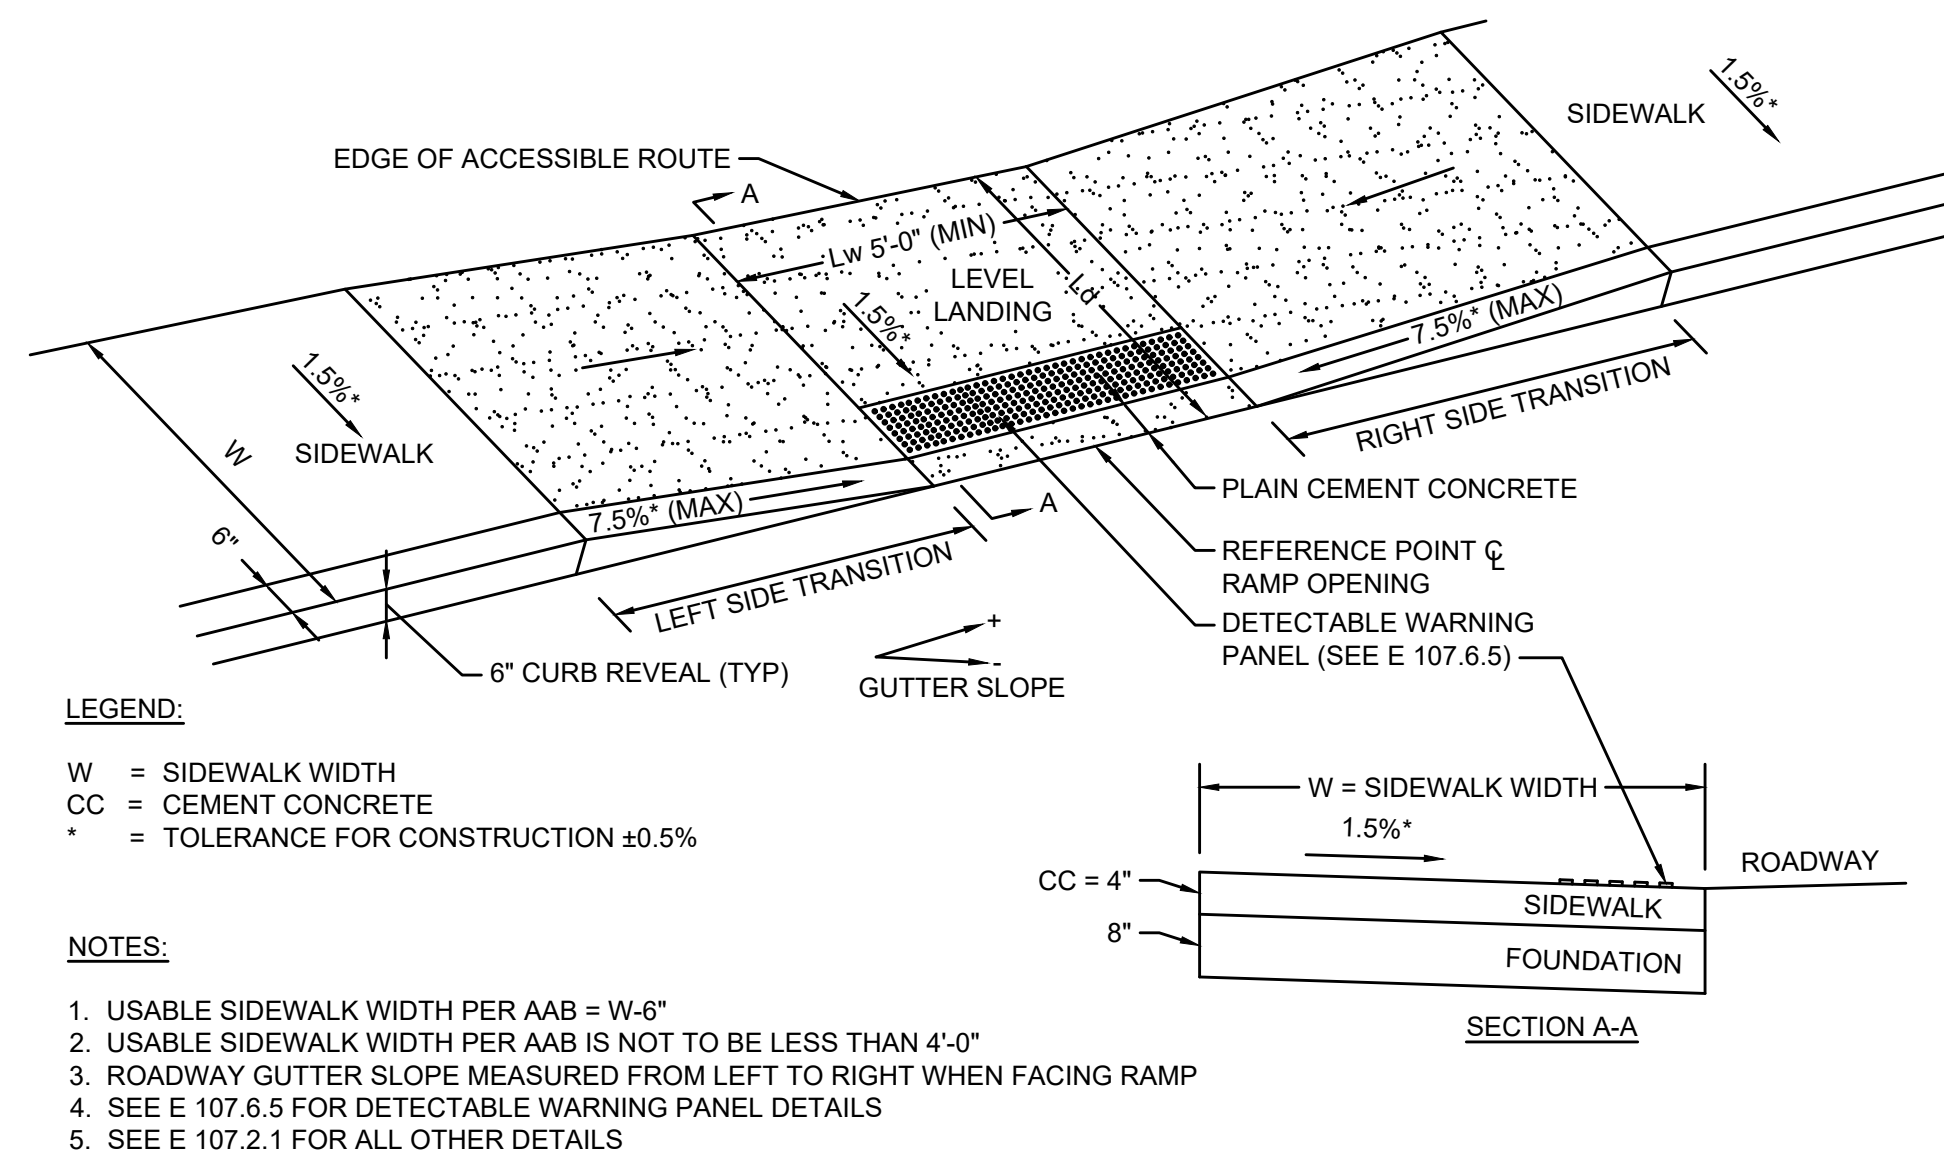 SIDEWALK
1.5%*
EDGE OF ACCESSIBLE ROUTE
A
Lw 5'-0" (MIN)
LEVEL
LANDING
Ld
1.5%*
7.5%* (MAX)
RIGHT SIDE TRANSITION
1.5%*
SIDEWALK
W
6"
7.5%* (MAX)
A
LEFT SIDE TRANSITION
PLAIN CEMENT CONCRETE
REFERENCE POINT ℄
RAMP OPENING
DETECTABLE WARNING
PANEL (SEE E 107.6.5)
6" CURB REVEAL (TYP)
+
-
GUTTER SLOPE
LEGEND:
W = SIDEWALK WIDTH
CC = CEMENT CONCRETE
* = TOLERANCE FOR CONSTRUCTION ±0.5%
W = SIDEWALK WIDTH
1.5%*
ROADWAY
CC = 4"
SIDEWALK
8"
FOUNDATION
SECTION A-A
NOTES:
1. USABLE SIDEWALK WIDTH PER AAB = W-6"
2. USABLE SIDEWALK WIDTH PER AAB IS NOT TO BE LESS THAN 4'-0"
3. ROADWAY GUTTER SLOPE MEASURED FROM LEFT TO RIGHT WHEN FACING RAMP
4. SEE E 107.6.5 FOR DETECTABLE WARNING PANEL DETAILS
5. SEE E 107.2.1 FOR ALL OTHER DETAILS